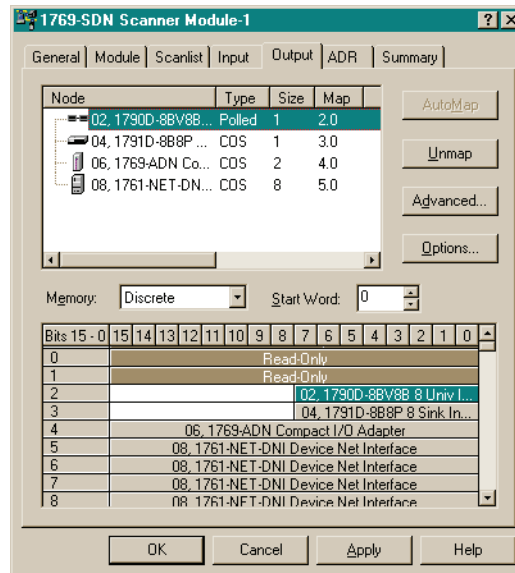 1769-SDN Scanner Module-1 ? x
General Module Scanlist Input Output ADR Summary
Node Type Size Map
02, 1790D-8BV8B... Polled 1 2.0
04, 1791D-8B8P ... COS 1 3.0
06, 1769-ADN Co... COS 2 4.0
08, 1761-NET-DN... COS 8 5.0
AutoMap
Unmap
Advanced...
Options...
Memory: Discrete Start Word: 0
Bits 15 - 0 15 14 13 12 11 10 9 8 7 6 5 4 3 2 1 0
0 Read-Only
1 Read-Only
2 02, 1790D-8BV8B 8 Univ I...
3 04, 1791D-8B8P 8 Sink In...
4 06, 1769-ADN Compact I/O Adapter
5 08, 1761-NET-DNI Device Net Interface
6 08, 1761-NET-DNI Device Net Interface
7 08, 1761-NET-DNI Device Net Interface
8 08, 1761-NET-DNI Device Net Interface
OK Cancel Apply Help